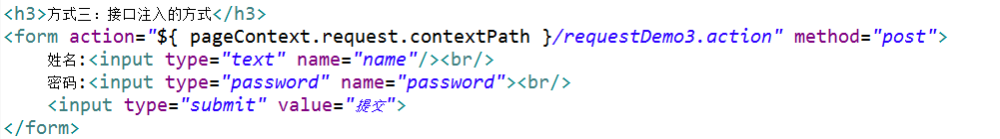 <h3>方式三：接口注入的方式</h3>
<form action="${ pageContext.request.contextPath }/requestDemo3.action" method="post">
姓名:<input type="text" name="name"/><br/>
密码:<input type="password" name="password"><br/>
<input type="submit" value="提交">
</form>